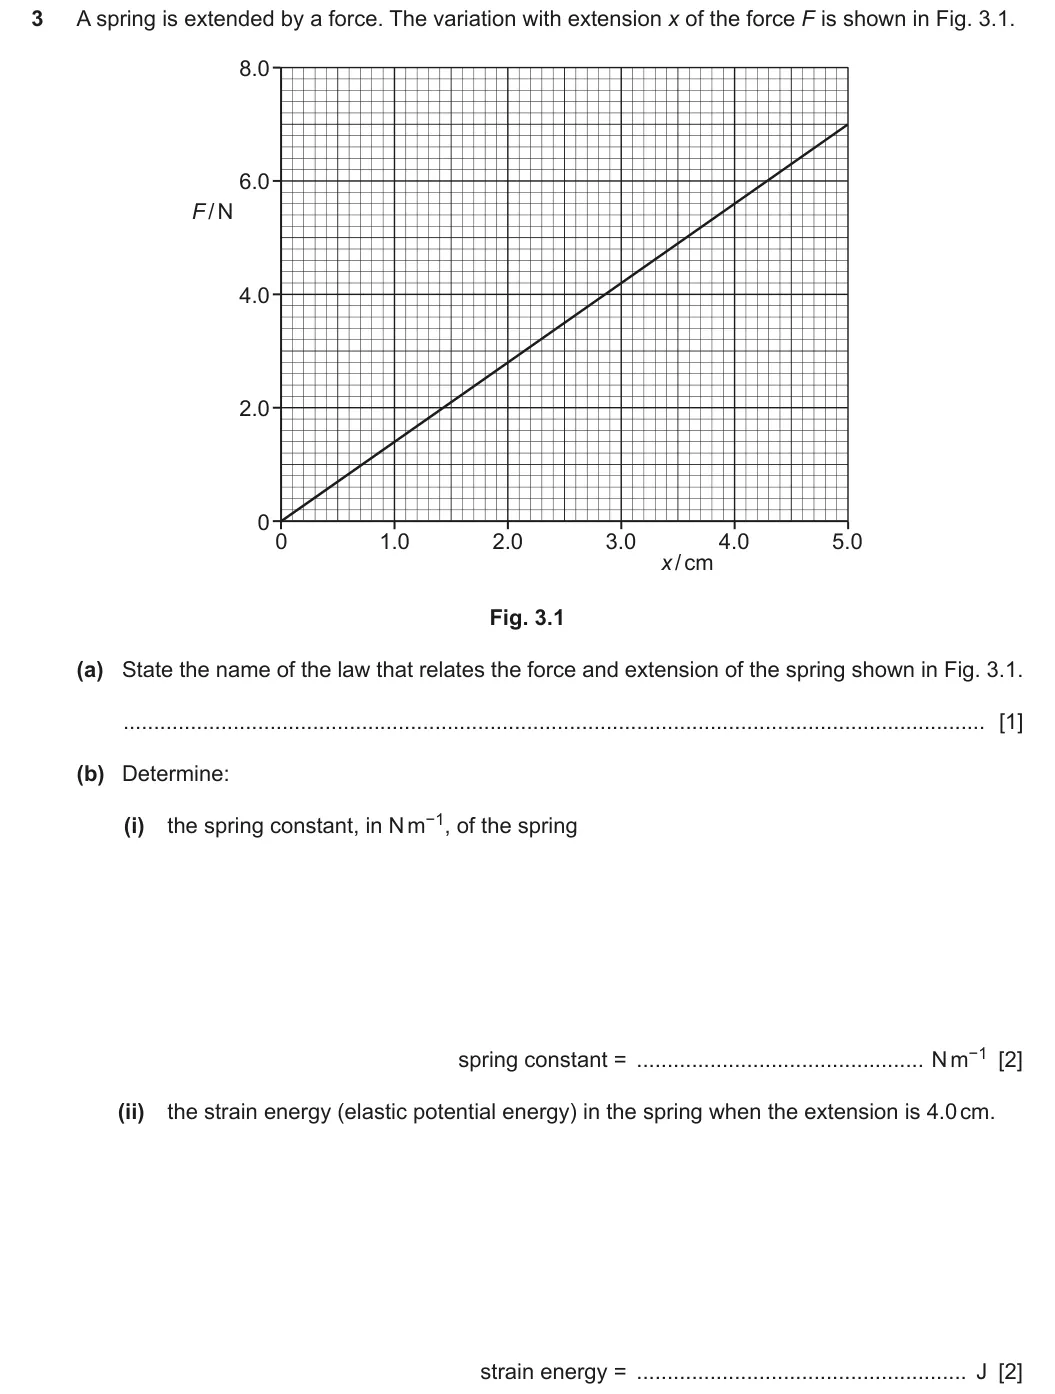 3 A spring is extended by a force. The variation with extension x of the force F is shown in Fig. 3.1.
8.0
6.0
F/N
4.0
2.0
0
0 1.0 2.0 3.0 4.0 5.0
x/cm
Fig. 3.1
(a) State the name of the law that relates the force and extension of the spring shown in Fig. 3.1.
.............................................................................................................................................. [1]
(b) Determine:
(i) the spring constant, in N m⁻¹, of the spring
spring constant = ............................................... N m⁻¹ [2]
(ii) the strain energy (elastic potential energy) in the spring when the extension is 4.0 cm.
strain energy = ...................................................... J [2]